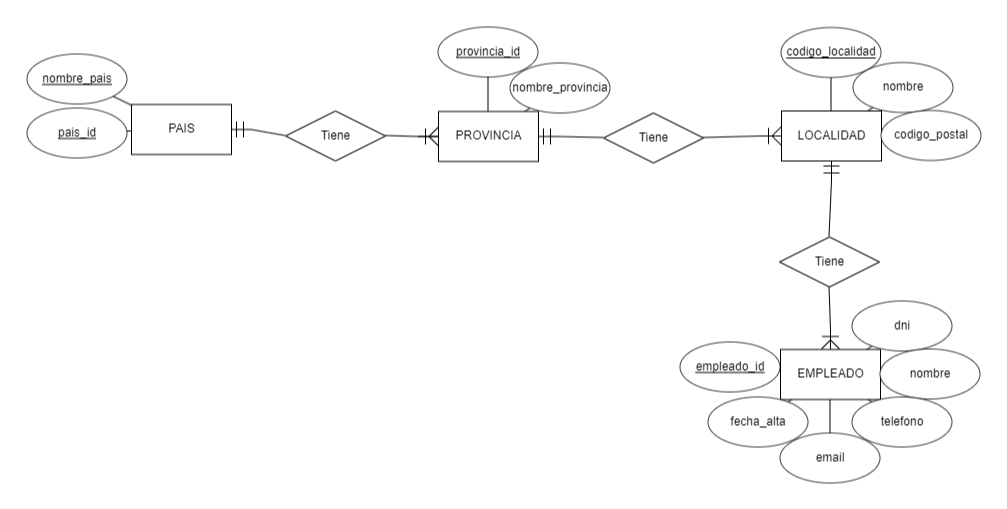 provincia_id
codigo_localidad
nombre_pais
nombre_provincia
nombre
pais_id
PAIS
Tiene
PROVINCIA
Tiene
LOCALIDAD
codigo_postal
Tiene
dni
empleado_id
EMPLEADO
nombre
fecha_alta
telefono
email